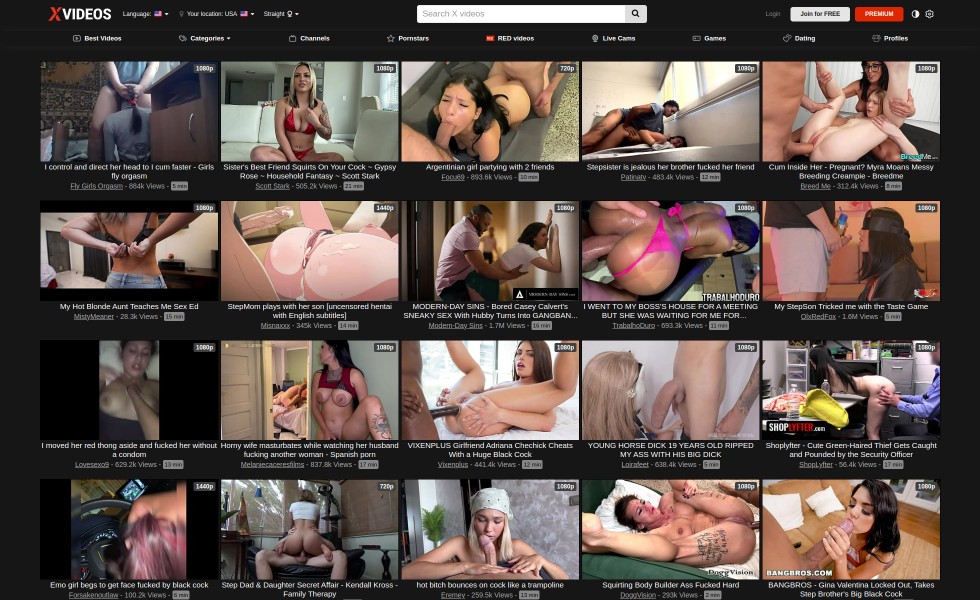 XVIDEOS
Language:
Your location: USA
Straight
Search X videos
Login
Join for FREE
PREMIUM
Best Videos
Categories
Channels
Pornstars
RED videos
Live Cams
Games
Dating
Profiles
1080p
1080p
720p
1080p
1080p
I control and direct her head to I cum faster - Girls
fly orgasm
Fly Girls Orgasm - 884k Views - 5 min
Sister's Best Friend Squirts On Your Cock ~ Gypsy
Rose ~ Household Fantasy ~ Scott Stark
Scott Stark - 505.2k Views - 21 min
Argentinian girl partying with 2 friends
Focu69 - 893.6k Views - 10 min
Stepsister is jealous her brother fucked her friend
Patinatv - 483.4k Views - 12 min
Cum Inside Her - Pregnant? Myra Moans Messy
Breeding Creampie - Breedme
Breed Me - 312.4k Views - 8 min
1080p
1440p
1080p
1080p
1080p
MODERN-DAY SINS
TRABALHODURO
My Hot Blonde Aunt Teaches Me Sex Ed
MistyMeaner - 28.3k Views - 15 min
StepMom plays with her son [uncensored hentai
with English subtitles]
Misnaxxx - 345k Views - 14 min
MODERN-DAY SINS - Bored Casey Calvert's
SNEAKY SEX With Hubby Turns Into GANGBAN...
Modern-Day Sins - 1.7M Views - 16 min
I WENT TO MY BOSS'S HOUSE FOR A MEETING
BUT SHE WAS WAITING FOR ME FOR...
TrabalhoDuro - 693.3k Views - 11 min
My StepSon Tricked me with the Taste Game
OlxRedFox - 1.6M Views - 5 min
1080p
1080p
1080p
1080p
1080p
SHOPLYFTER.com
I moved her red thong aside and fucked her without
a condom
Lovesexo9 - 629.2k Views - 13 min
Horny wife masturbates while watching her husband
fucking another woman - Spanish porn
Melaniecaceresfilms - 837.8k Views - 17 min
VIXENPLUS Girlfriend Adriana Chechick Cheats
With a Huge Black Cock
Vixenplus - 441.4k Views - 12 min
YOUNG HORSE DICK 19 YEARS OLD RIPPED
MY ASS WITH HIS BIG DICK
Loirafeet - 638.4k Views - 5 min
Shoplyfter - Cute Green-Haired Thief Gets Caught
and Pounded by the Security Officer
ShopLyfter - 56.4k Views - 17 min
1440p
720p
1080p
1080p
1080p
DoggVision
BANGBROS.COM
Emo girl begs to get face fucked by black cock
Forsakenoutlaw - 100.2k Views - 6 min
Step Dad & Daughter Secret Affair - Kendall Kross -
Family Therapy
hot bitch bounces on cock like a trampoline
Eremey - 259.5k Views - 13 min
Squirting Body Builder Ass Fucked Hard
DoggVision - 293k Views - 2 min
BANGBROS - Gina Valentina Locked Out, Takes
Step Brother's Big Black Cock